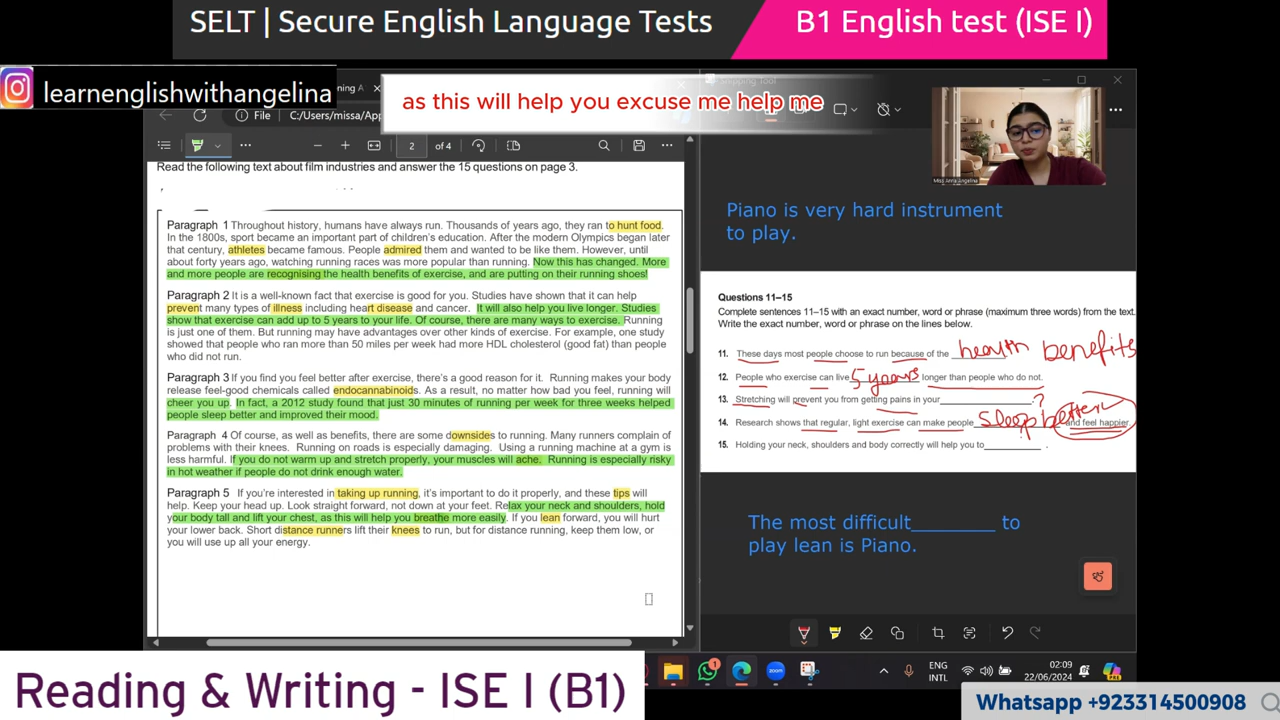 SELT | Secure English Language Tests
B1 English test (ISE I)
learnenglishwithangelina
as this will help you excuse me help me
File
C:/Users/missa/App
2 of 4
Read the following text about film industries and answer the 15 questions on page 3.
Paragraph 1 Throughout history, humans have always run. Thousands of years ago, they ran to hunt food.
In the 1800s, sport became an important part of children's education. After the modern Olympics began later
that century, athletes became famous. People admired them and wanted to be like them. However, until
about forty years ago, watching running races was more popular than running. Now this has changed. More
and more people are recognising the health benefits of exercise, and are putting on their running shoes!
Paragraph 2 It is a well-known fact that exercise is good for you. Studies have shown that it can help
prevent many types of illness including heart disease and cancer. It will also help you live longer. Studies
show that exercise can add up to 5 years to your life. Of course, there are many ways to exercise. Running
is just one of them. But running may have advantages over other kinds of exercise. For example, one study
showed that people who ran more than 50 miles per week had more HDL cholesterol (good fat) than people
who did not run.
Paragraph 3 If you find you feel better after exercise, there's a good reason for it. Running makes your body
release feel-good chemicals called endocannabinoids. As a result, no matter how bad you feel, running will
cheer you up. In fact, a 2012 study found that just 30 minutes of running per week for three weeks helped
people sleep better and improved their mood.
Paragraph 4 Of course, as well as benefits, there are some downsides to running. Many runners complain of
problems with their knees. Running on roads is especially damaging. Using a running machine at a gym is
less harmful. If you do not warm up and stretch properly, your muscles will ache. Running is especially risky
in hot weather if people do not drink enough water.
Paragraph 5 If you're interested in taking up running, it's important to do it properly, and these tips will
help. Keep your head up. Look straight forward, not down at your feet. Relax your neck and shoulders, hold
your body tall and lift your chest, as this will help you breathe more easily. If you lean forward, you will hurt
your lower back. Short distance runners lift their knees to run, but for distance running, keep them low, or
you will use up all your energy.
Miss Anna Angelina
Piano is very hard instrument
to play.
Questions 11–15
Complete sentences 11–15 with an exact number, word or phrase (maximum three words) from the text.
Write the exact number, word or phrase on the lines below.
11. These days most people choose to run because of the health benefits
12. People who exercise can live 5 years longer than people who do not.
13. Stretching will prevent you from getting pains in your ____________. ?
14. Research shows that regular, light exercise can make people sleep better and feel happier.
15. Holding your neck, shoulders and body correctly will help you to ____________.
The most difficult________ to
play lean is Piano.
ENG
INTL
02:09
22/06/2024
Reading & Writing - ISE I (B1)
Whatsapp +923314500908